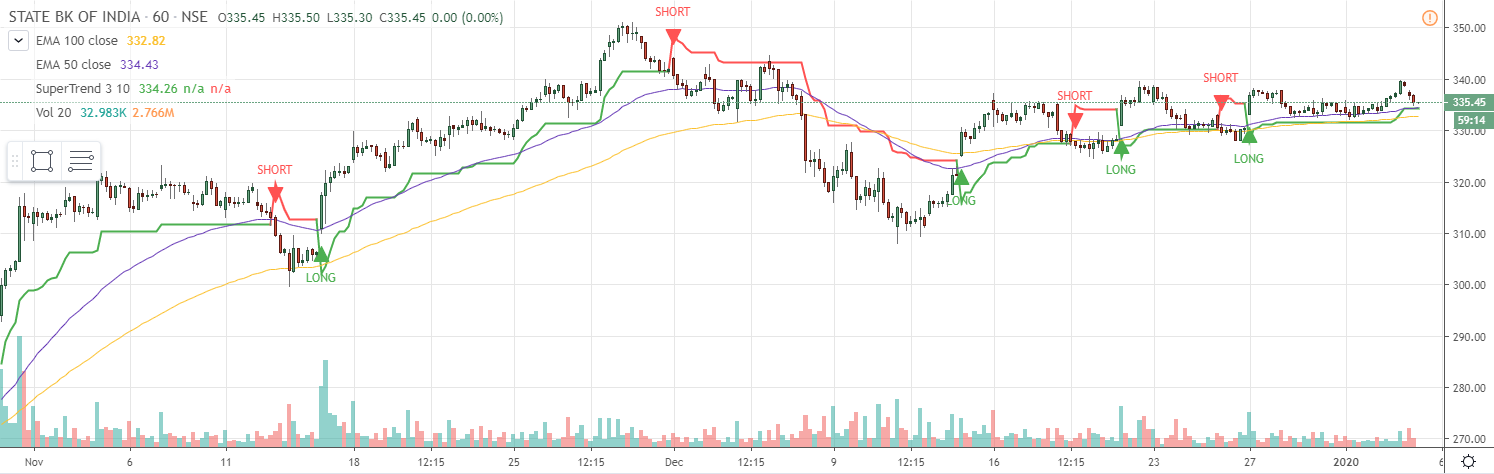 STATE BK OF INDIA · 60 · NSE O335.45 H335.50 L335.30 C335.45 0.00 (0.00%)
EMA 100 close 332.82
EMA 50 close 334.43
SuperTrend 3 10 334.26 n/a n/a
Vol 20 32.983K 2.766M
SHORT
SHORT
SHORT
SHORT
LONG
LONG
LONG
LONG
350.00
340.00
335.45
59:14
330.00
320.00
310.00
300.00
290.00
280.00
270.00
Nov 6 11 18 12:15 25 12:15 Dec 12:15 9 12:15 16 12:15 23 27 2020 6